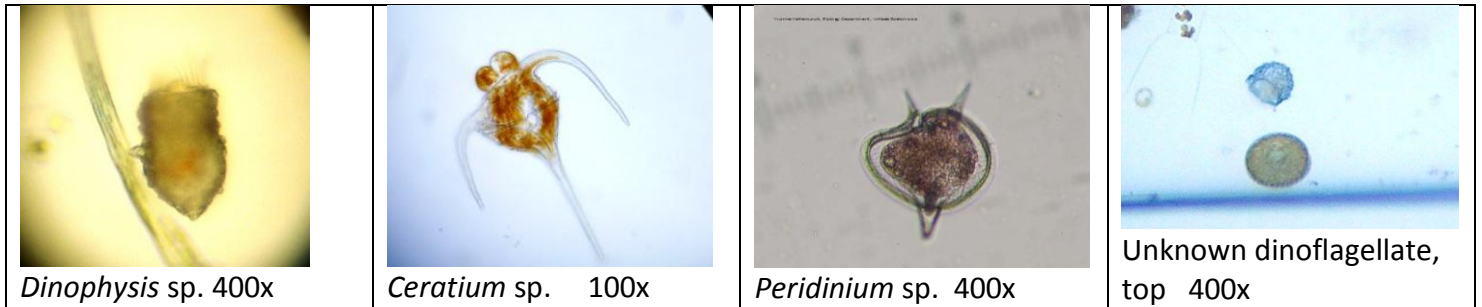 Dinophysis sp. 400x
Ceratium sp. 100x
Peridinium sp. 400x
Unknown dinoflagellate,
top 400x